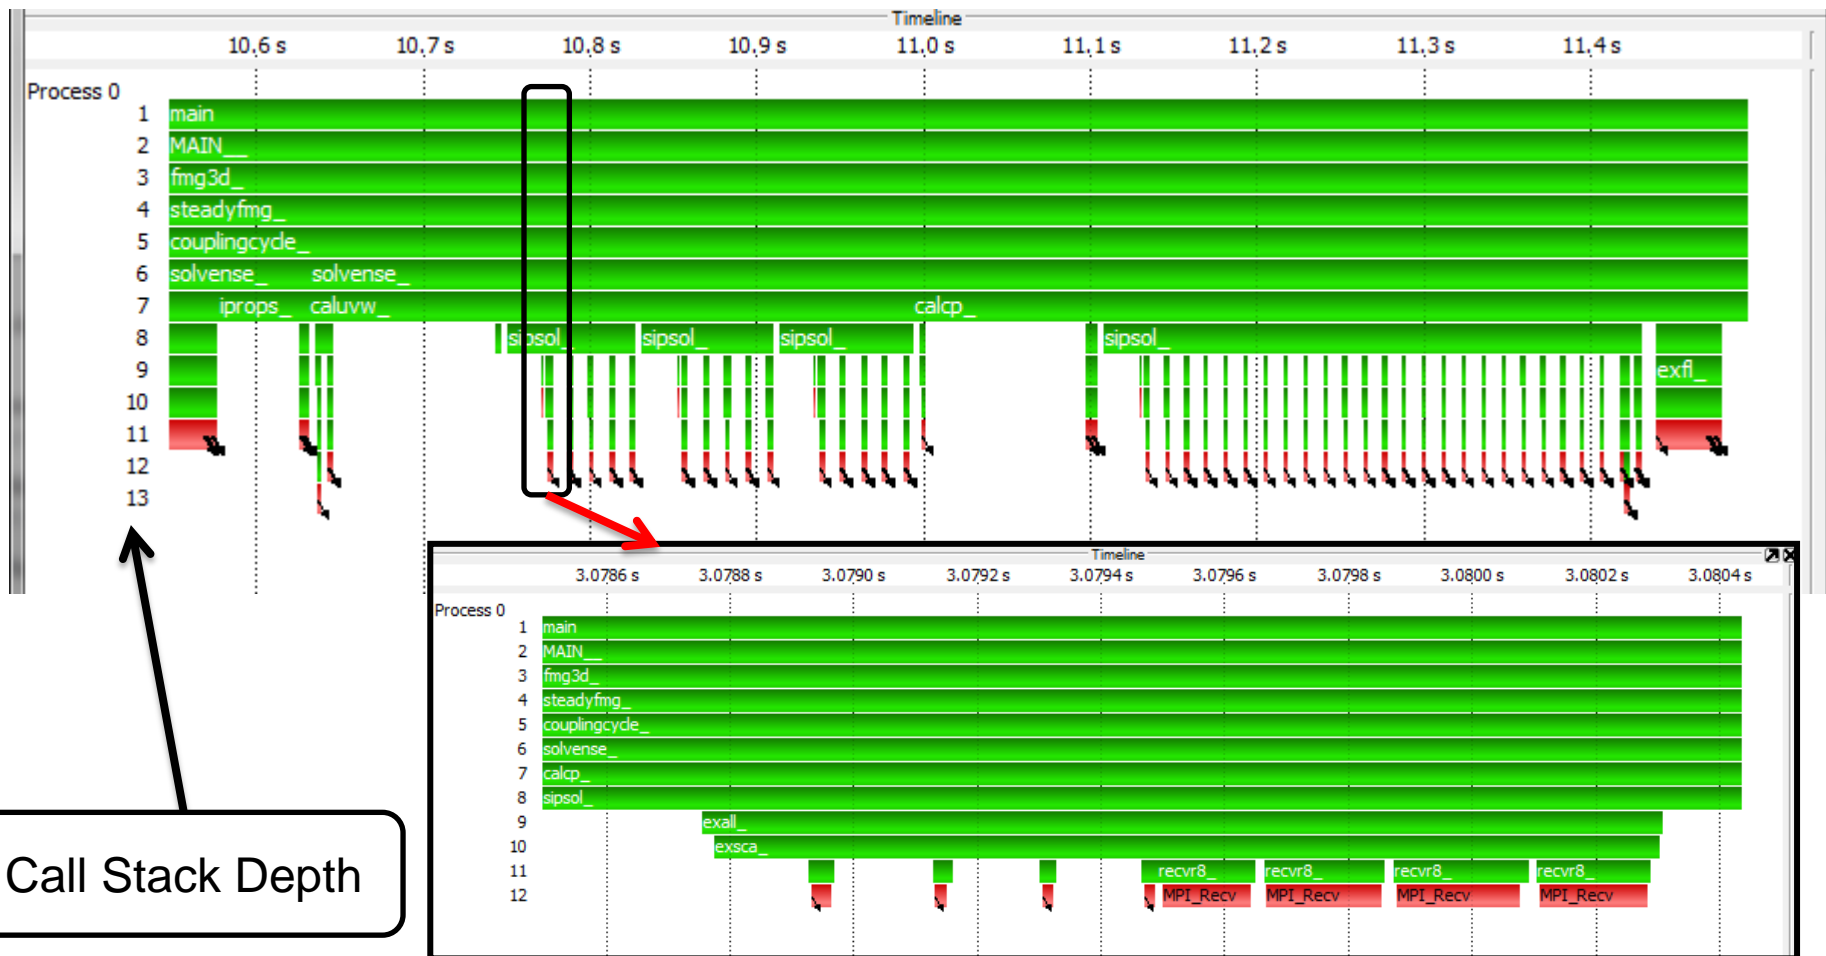 Timeline
10,6 s 10,7 s 10,8 s 10,9 s 11,0 s 11,1 s 11,2 s 11,3 s 11,4 s
Process 0
1 main
2 MAIN__
3 fmg3d_
4 steadyfmg_
5 couplingcycle_
6 solvense_ solvense_
7 iprops_ caluvw_ calcp_
8 sipsol_ sipsol_ sipsol_ sipsol_
9 exfl_
10
11
12
13
Timeline
3.0786 s 3.0788 s 3.0790 s 3.0792 s 3.0794 s 3.0796 s 3.0798 s 3.0800 s 3.0802 s 3.0804 s
Process 0
1 main
2 MAIN__
3 fmg3d_
4 steadyfmg_
5 couplingcycle_
6 solvense_
7 calcp_
8 sipsol_
9 exall_
10 exsca_
11 recvr8_ recvr8_ recvr8_ recvr8_
12 MPI_Recv MPI_Recv MPI_Recv MPI_Recv
Call Stack Depth